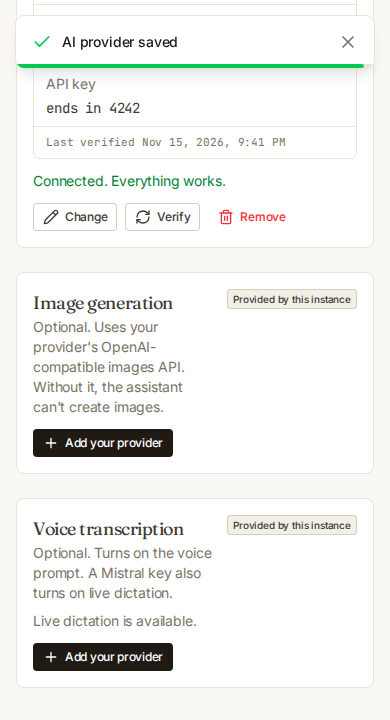 AI provider saved
API key
ends in 4242
Last verified Nov 15, 2026, 9:41 PM
Connected. Everything works.
Change
Verify
Remove
Image generation
Provided by this instance
Optional. Uses your
provider's OpenAI-
compatible images API.
Without it, the assistant
can't create images.
Add your provider
Voice transcription
Provided by this instance
Optional. Turns on the voice
prompt. A Mistral key also
turns on live dictation.
Live dictation is available.
Add your provider